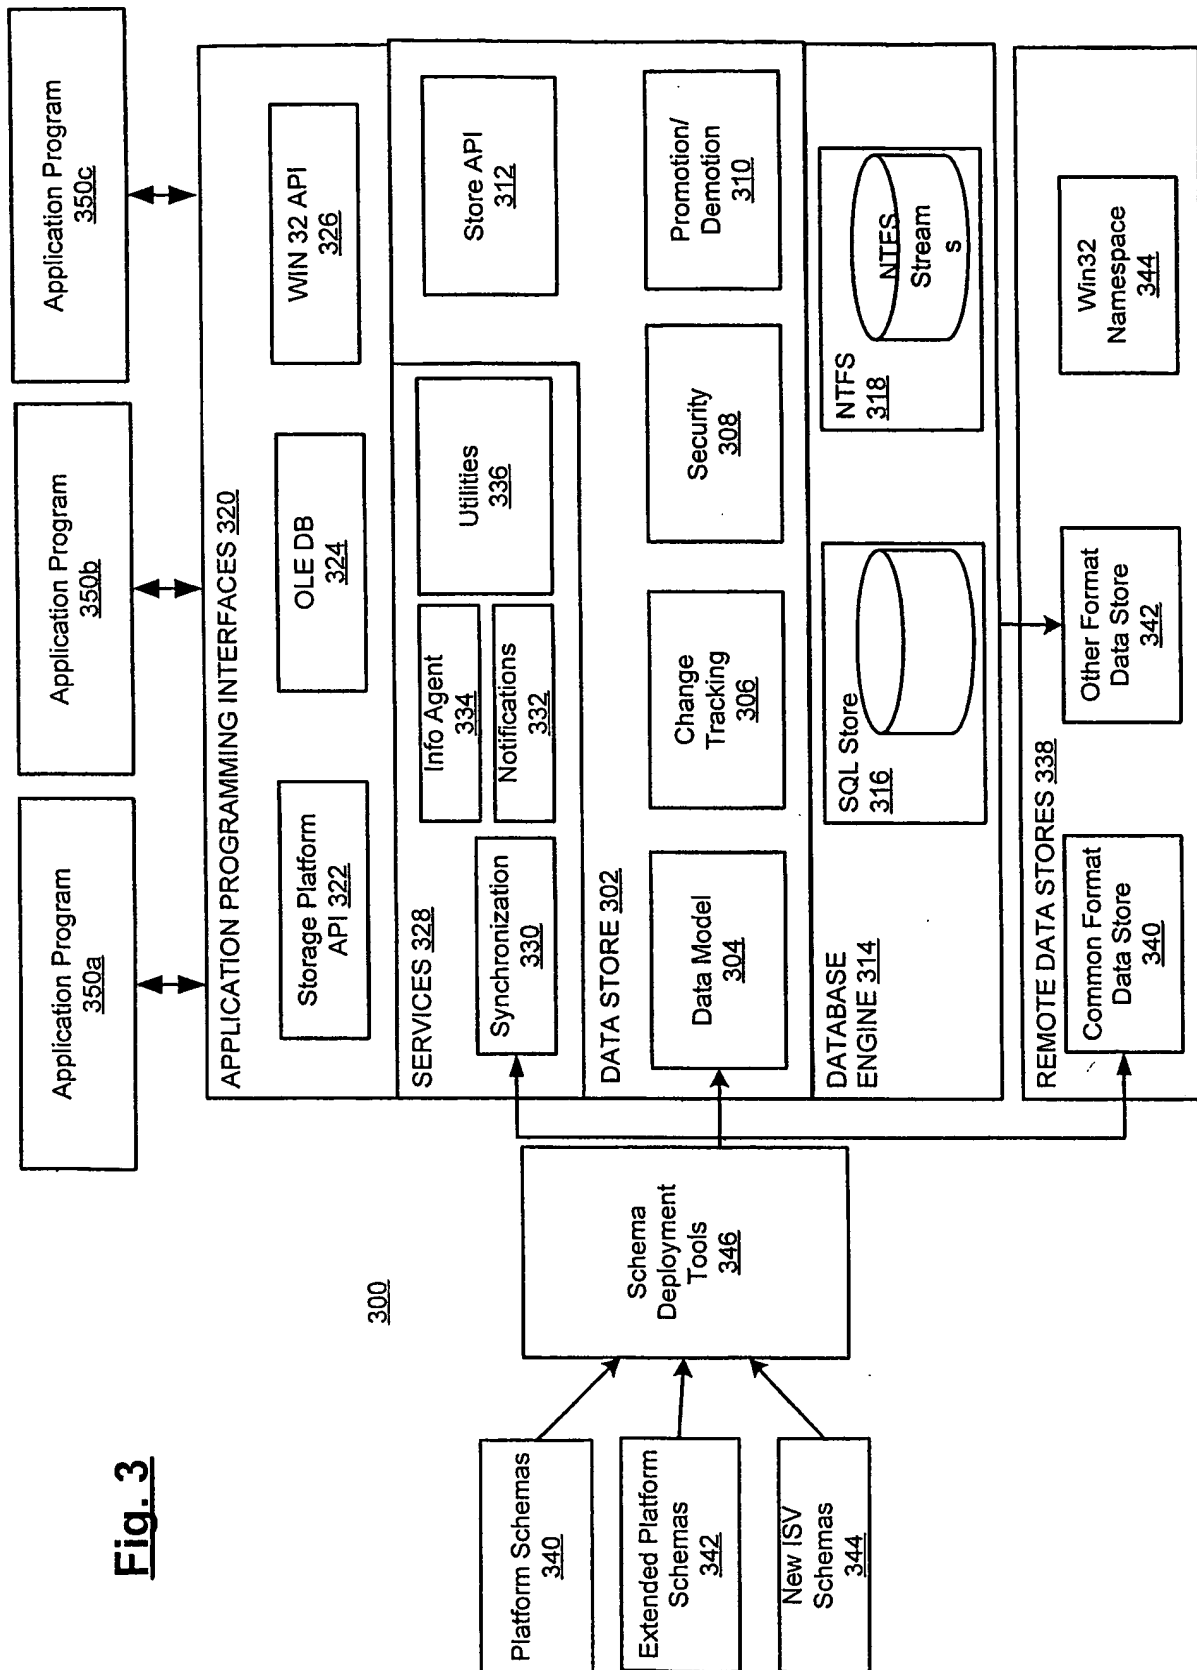 Application Program
350a
Application Program
350b
Application Program
350c
APPLICATION PROGRAMMING INTERFACES 320
Storage Platform
API 322
OLE DB
324
WIN 32 API
326
SERVICES 328
Synchronization
330
Info Agent
334
Notifications
332
Utilities
336
Store API
312
DATA STORE 302
Data Model
304
Change
Tracking
306
Security
308
Promotion/
Demotion
310
DATABASE
ENGINE 314
SQL Store
316
NTFS
318
NTFS
Stream
s
REMOTE DATA STORES 338
Common Format
Data Store
340
Other Format
Data Store
342
Win32
Namespace
344
300
Schema
Deployment
Tools
346
Platform Schemas
340
Extended Platform
Schemas
342
New ISV
Schemas
344
Fig. 3